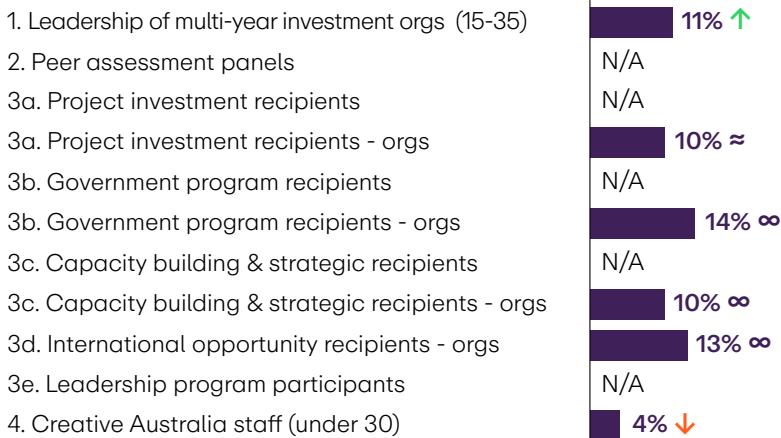 1. Leadership of multi-year investment orgs (15-35) 11% ↑
2. Peer assessment panels N/A
3a. Project investment recipients N/A
3a. Project investment recipients - orgs 10% ≈
3b. Government program recipients N/A
3b. Government program recipients - orgs 14% ∞
3c. Capacity building & strategic recipients N/A
3c. Capacity building & strategic recipients - orgs 10% ∞
3d. International opportunity recipients - orgs 13% ∞
3e. Leadership program participants N/A
4. Creative Australia staff (under 30) 4% ↓